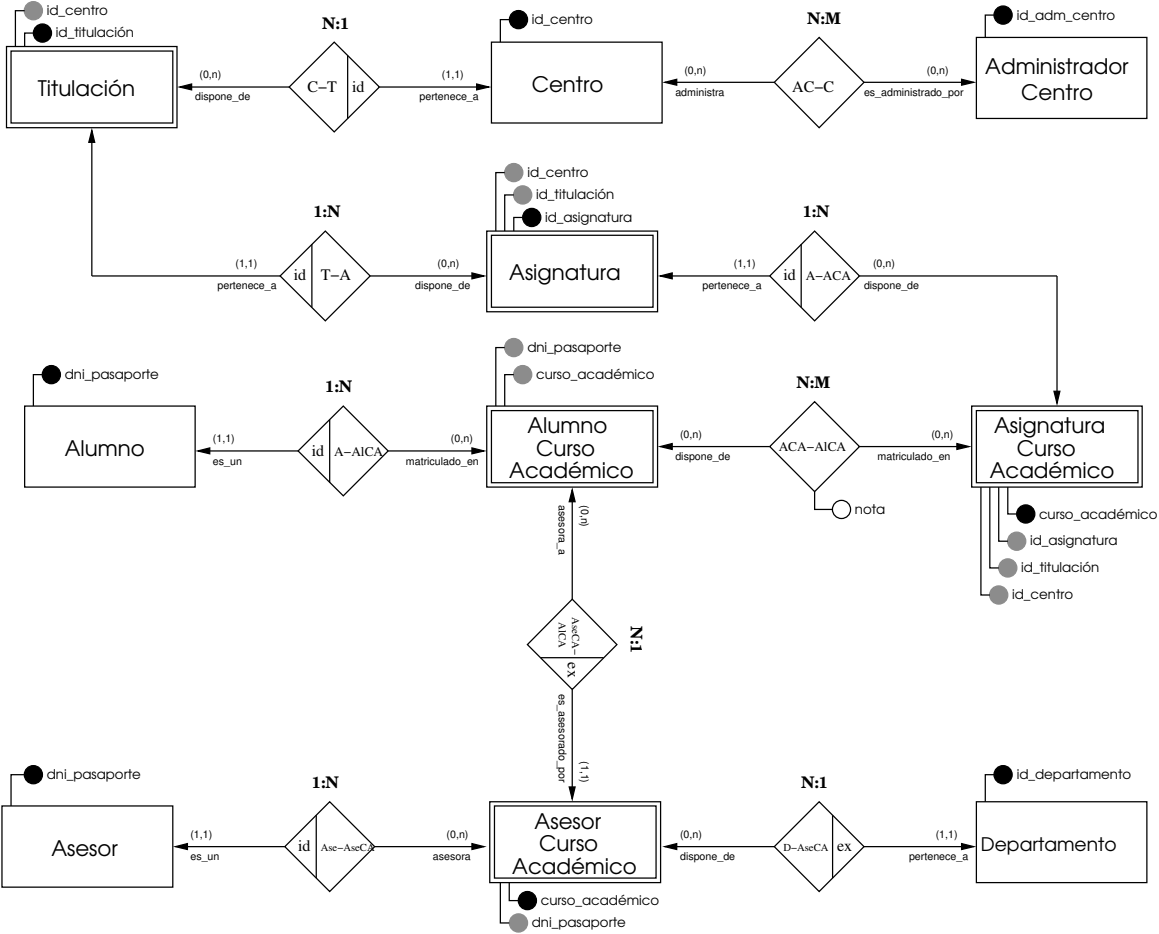 id_centro
id_titulación
Titulación
(0,n)
dispone_de
N:1
C–T
id
(1,1)
pertenece_a
id_centro
Centro
(0,n)
administra
N:M
AC–C
(0,n)
es_administrado_por
id_adm_centro
Administrador
Centro
(1,1)
pertenece_a
1:N
id
T–A
(0,n)
dispone_de
id_centro
id_titulación
id_asignatura
Asignatura
(1,1)
pertenece_a
1:N
id
A–ACA
(0,n)
dispone_de
dni_pasaporte
Alumno
(1,1)
es_un
1:N
id
A–AlCA
(0,n)
matriculado_en
dni_pasaporte
curso_académico
Alumno
Curso
Académico
(0,n)
dispone_de
N:M
ACA–AlCA
nota
(0,n)
matriculado_en
Asignatura
Curso
Académico
curso_académico
id_asignatura
id_titulación
id_centro
(0,n)
asesora_a
AseCA–
AlCA
ex
N:1
es_asesorado_por
(1,1)
dni_pasaporte
Asesor
(1,1)
es_un
1:N
id
Ase–AseCA
(0,n)
asesora
Asesor
Curso
Académico
curso_académico
dni_pasaporte
(0,n)
dispone_de
N:1
D–AseCA
ex
(1,1)
pertenece_a
id_departamento
Departamento